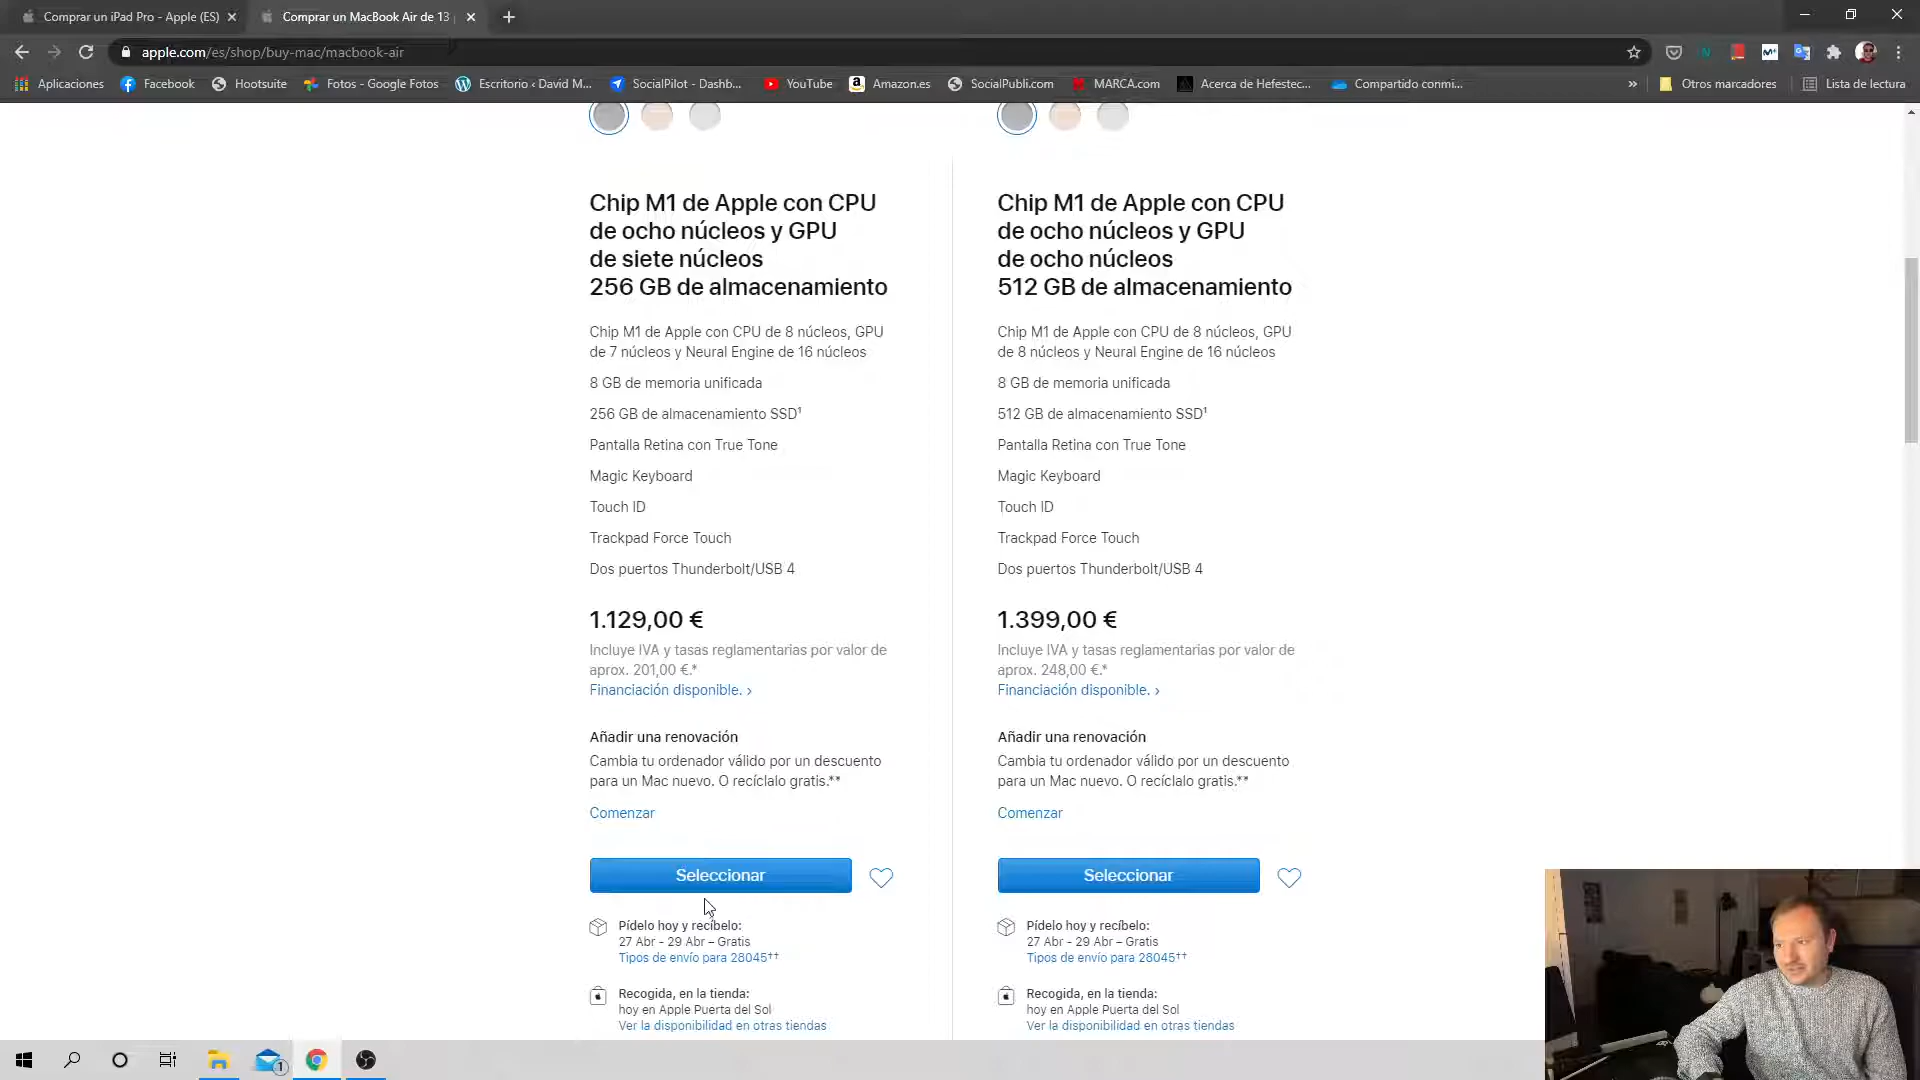 Comprar un iPad Pro - Apple (ES)
Comprar un MacBook Air de 13
apple.com/es/shop/buy-mac/macbook-air
Aplicaciones
Facebook
Hootsuite
Fotos - Google Fotos
Escritorio ‹ David M...
SocialPilot - Dashb...
YouTube
Amazon.es
SocialPubli.com
MARCA.com
Acerca de Hefestec...
Compartido conmi...
»
Otros marcadores
Lista de lectura
Chip M1 de Apple con CPU
de ocho núcleos y GPU
de siete núcleos
256 GB de almacenamiento
Chip M1 de Apple con CPU de 8 núcleos, GPU
de 7 núcleos y Neural Engine de 16 núcleos
8 GB de memoria unificada
256 GB de almacenamiento SSD¹
Pantalla Retina con True Tone
Magic Keyboard
Touch ID
Trackpad Force Touch
Dos puertos Thunderbolt/USB 4
1.129,00 €
Incluye IVA y tasas reglamentarias por valor de
aprox. 201,00 €.*
Financiación disponible. ›
Añadir una renovación
Cambia tu ordenador válido por un descuento
para un Mac nuevo. O recíclalo gratis.**
Comenzar
Seleccionar
Pídelo hoy y recíbelo:
27 Abr - 29 Abr – Gratis
Tipos de envío para 28045††
Recogida, en la tienda:
hoy en Apple Puerta del Sol
Ver la disponibilidad en otras tiendas
Chip M1 de Apple con CPU
de ocho núcleos y GPU
de ocho núcleos
512 GB de almacenamiento
Chip M1 de Apple con CPU de 8 núcleos, GPU
de 8 núcleos y Neural Engine de 16 núcleos
8 GB de memoria unificada
512 GB de almacenamiento SSD¹
Pantalla Retina con True Tone
Magic Keyboard
Touch ID
Trackpad Force Touch
Dos puertos Thunderbolt/USB 4
1.399,00 €
Incluye IVA y tasas reglamentarias por valor de
aprox. 248,00 €.*
Financiación disponible. ›
Añadir una renovación
Cambia tu ordenador válido por un descuento
para un Mac nuevo. O recíclalo gratis.**
Comenzar
Seleccionar
Pídelo hoy y recíbelo:
27 Abr - 29 Abr – Gratis
Tipos de envío para 28045††
Recogida, en la tienda:
hoy en Apple Puerta del Sol
Ver la disponibilidad en otras tiendas
1